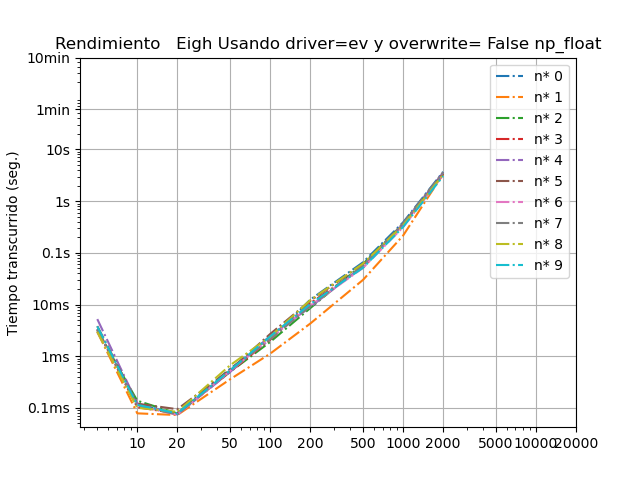 Rendimiento   Eigh Usando driver=ev y overwrite= False np_float
Tiempo transcurrido (seg.)
10min
1min
10s
1s
0.1s
10ms
1ms
0.1ms
10 20 50 100 200 500 1000 2000 5000 10000 20000
n* 0
n* 1
n* 2
n* 3
n* 4
n* 5
n* 6
n* 7
n* 8
n* 9